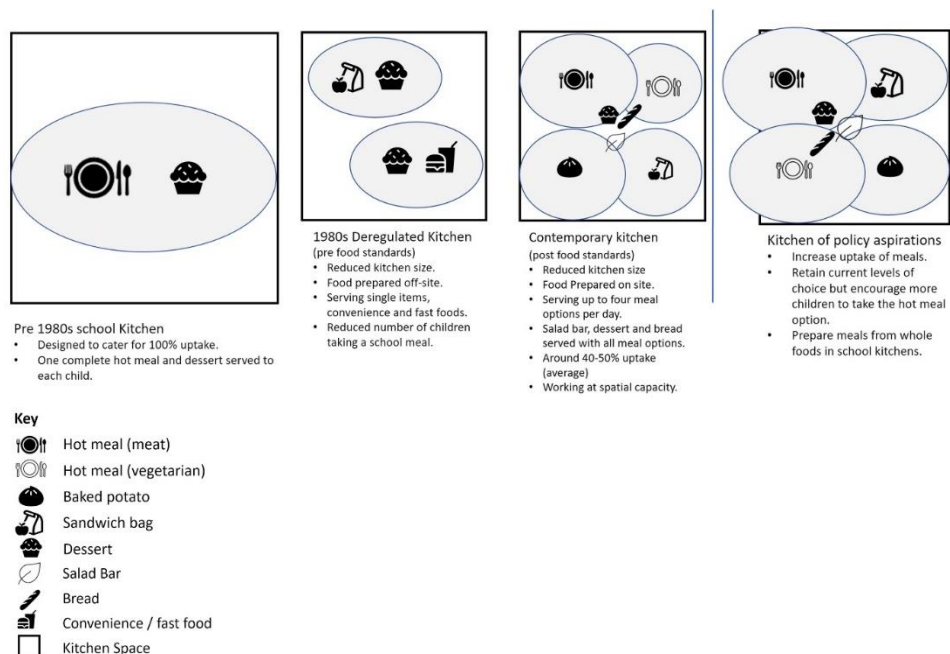 Pre 1980s school Kitchen
• Designed to cater for 100% uptake.
• One complete hot meal and dessert served to
each child.
1980s Deregulated Kitchen
(pre food standards)
• Reduced kitchen size.
• Food prepared off-site.
• Serving single items,
convenience and fast foods.
• Reduced number of children
taking a school meal.
Contemporary kitchen
(post food standards)
• Reduced kitchen size
• Food Prepared on site.
• Serving up to four meal
options per day.
• Salad bar, dessert and bread
served with all meal options.
• Around 40-50% uptake
(average)
• Working at spatial capacity.
Kitchen of policy aspirations
• Increase uptake of meals.
• Retain current levels of
choice but encourage more
children to take the hot meal
option.
• Prepare meals from whole
foods in school kitchens.
Key
Hot meal (meat)
Hot meal (vegetarian)
Baked potato
Sandwich bag
Dessert
Salad Bar
Bread
Convenience / fast food
Kitchen Space